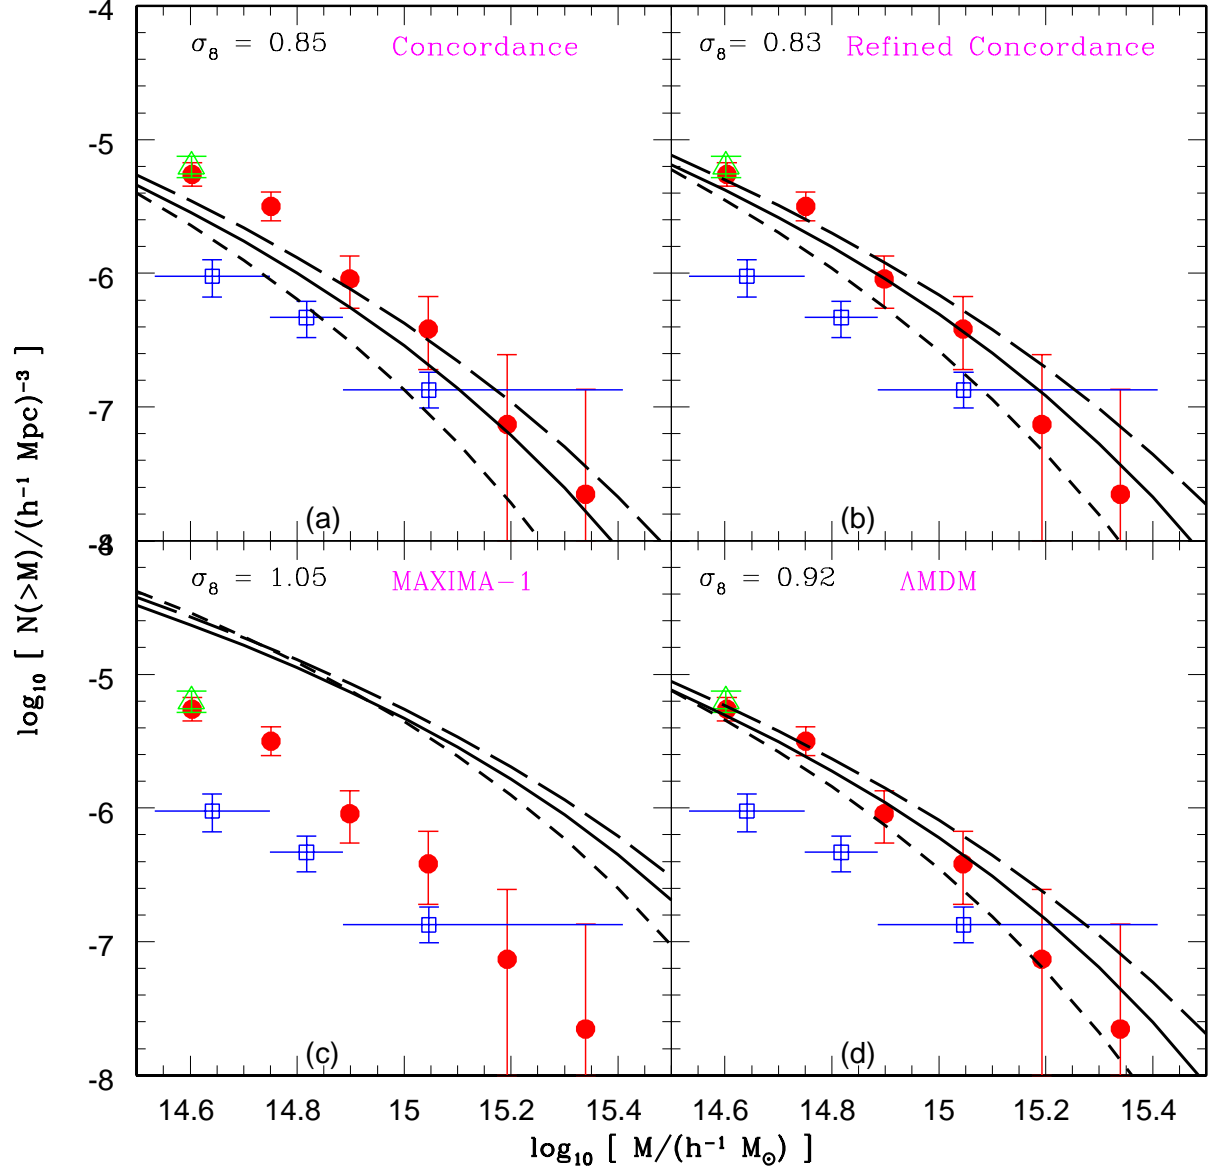 -4
σ8 = 0.85 Concordance
σ8= 0.83 Refined Concordance
-5
-6
-7
(a)
(b)
-8
-4
σ8 = 1.05 MAXIMA-1
σ8 = 0.92 ΛMDM
-5
-6
-7
(c)
(d)
-8
14.6 14.8 15 15.2 15.4 14.6 14.8 15 15.2 15.4
log10 [ M/(h-1 M⊙) ]
log10 [ N(>M)/(h-1 Mpc)-3 ]